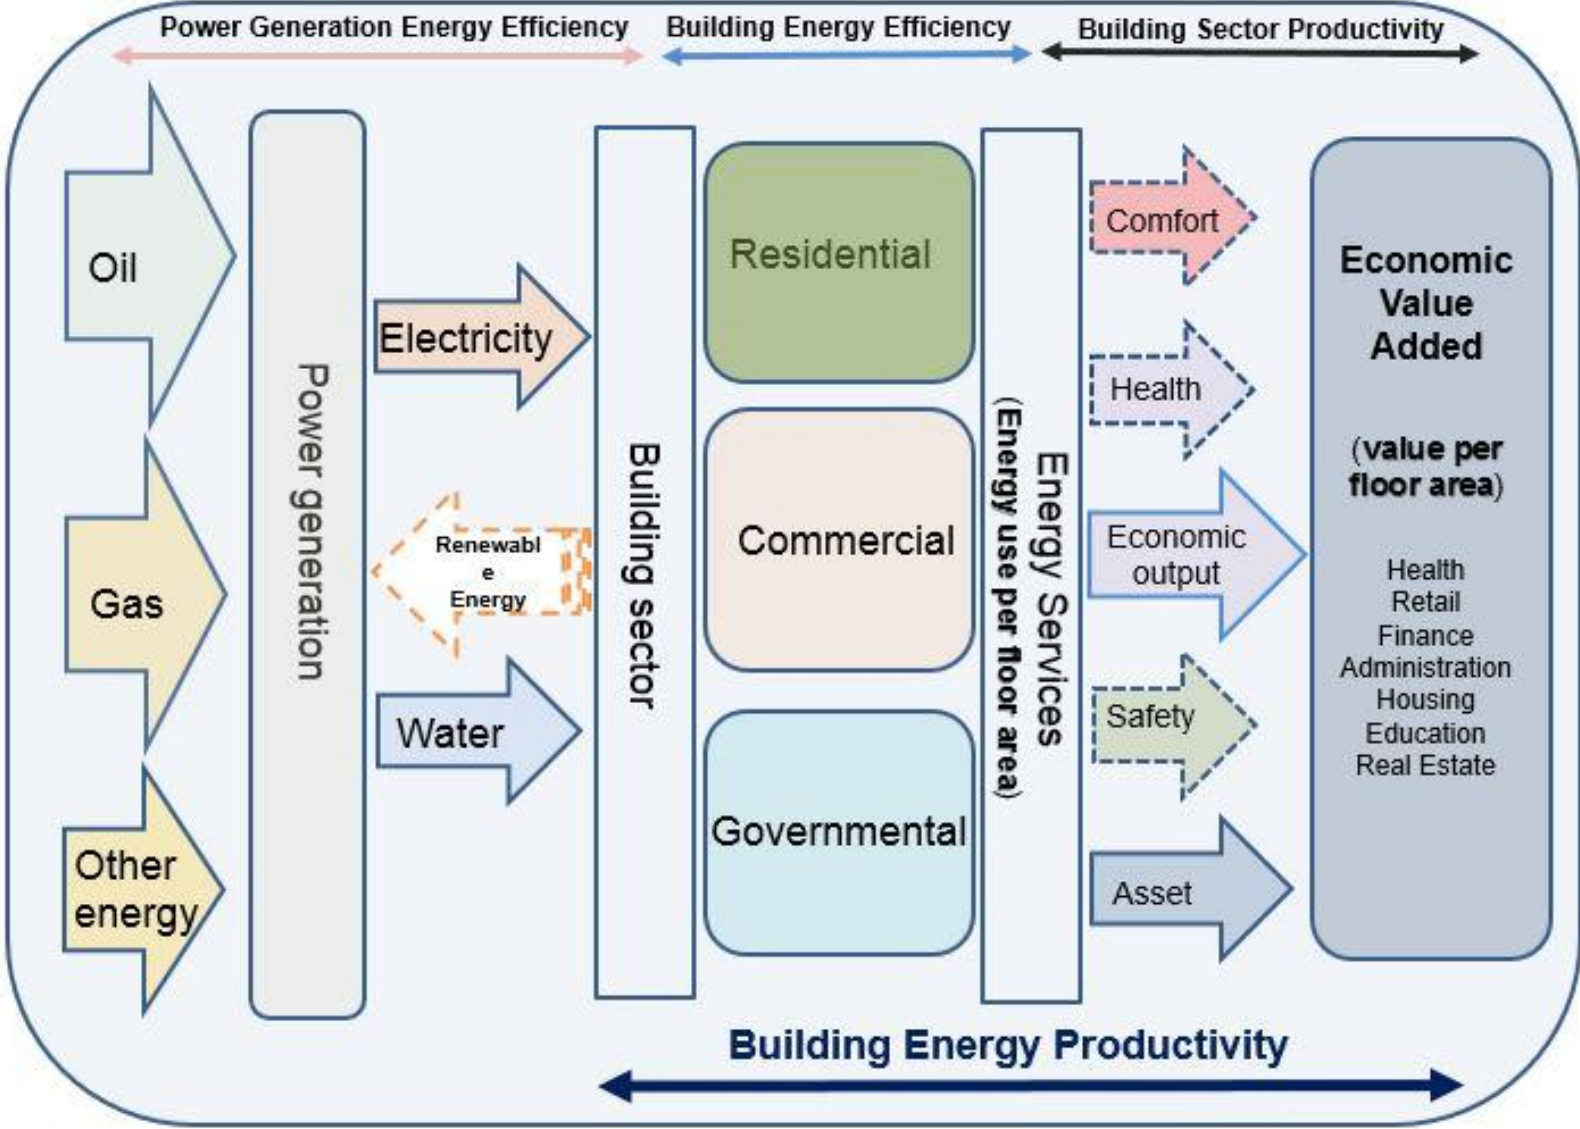 Power Generation Energy Efficiency
Building Energy Efficiency
Building Sector Productivity
Oil
Gas
Other
energy
Power generation
Electricity
Renewabl
e
Energy
Water
Building sector
Residential
Commercial
Governmental
Energy Services
(Energy use per floor area)
Comfort
Health
Economic
output
Safety
Asset
Economic
Value
Added
(value per
floor area)
Health
Retail
Finance
Administration
Housing
Education
Real Estate
Building Energy Productivity